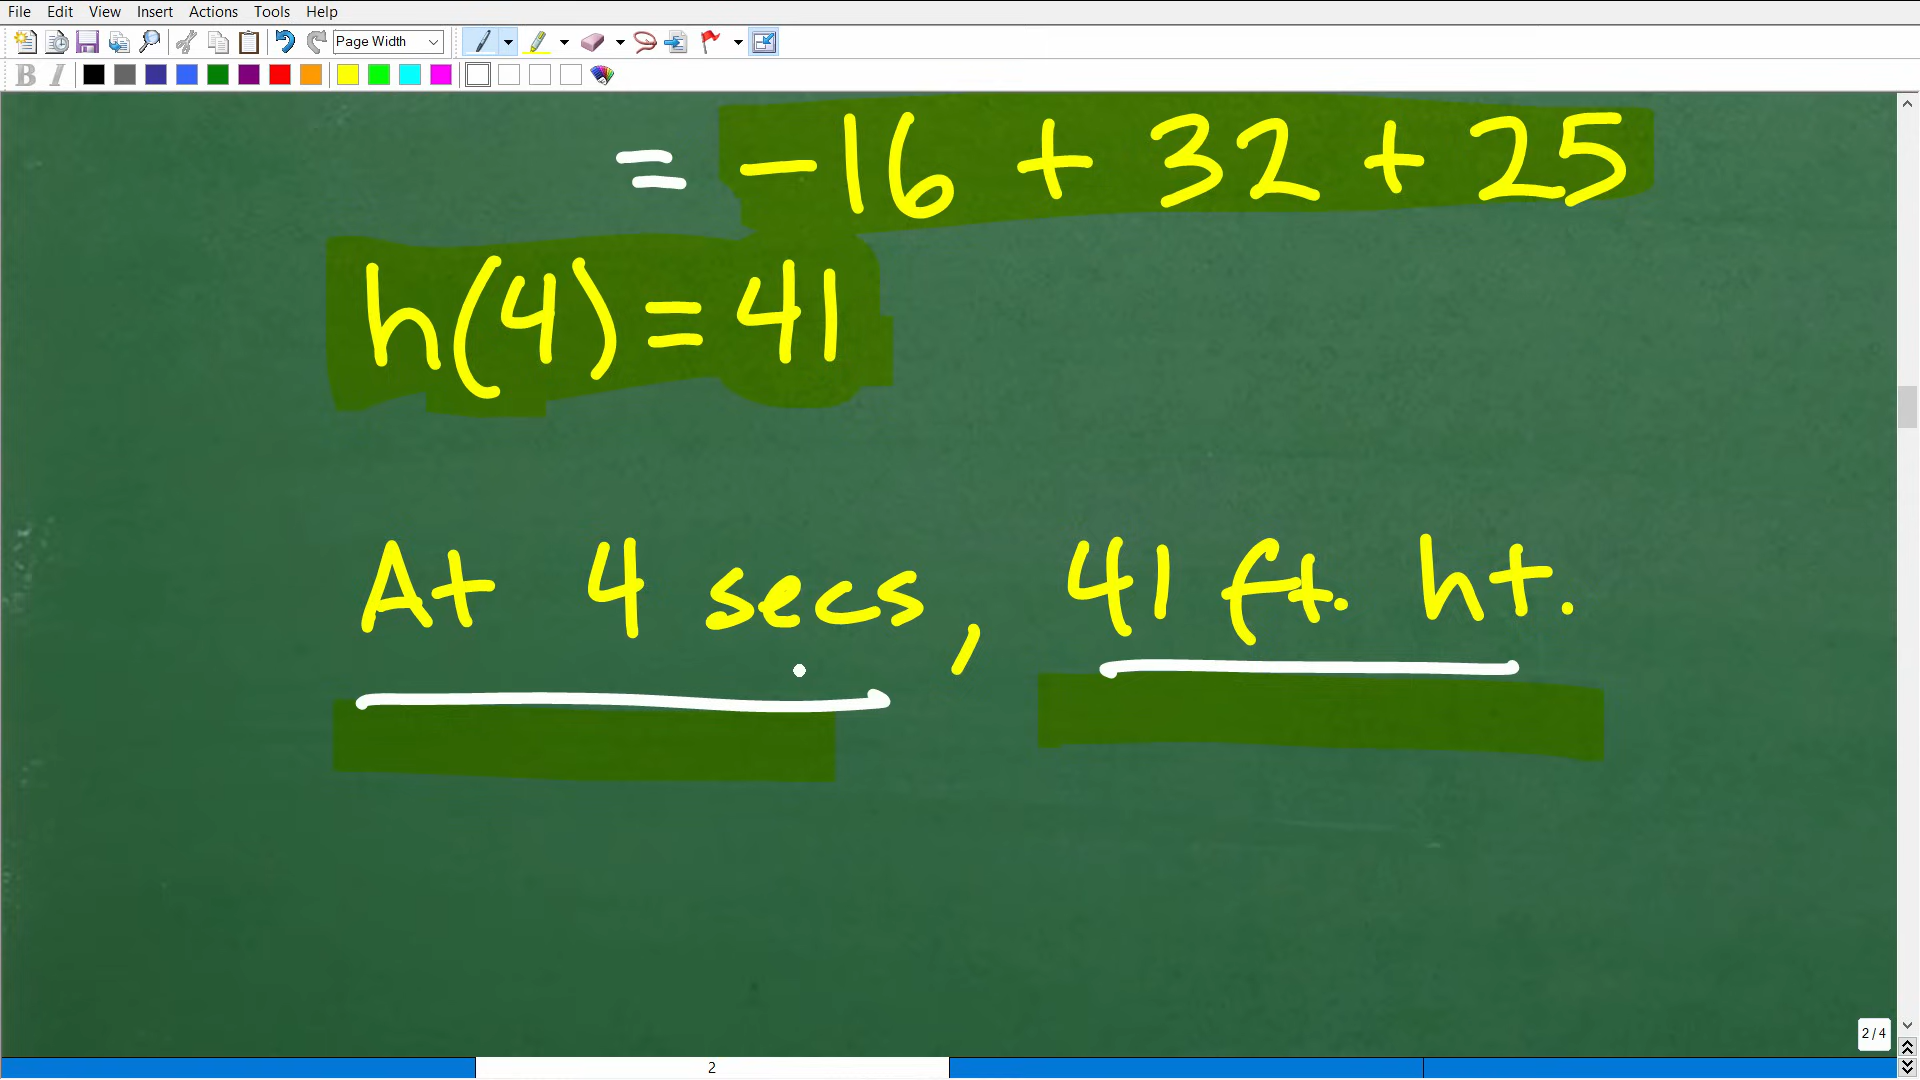 File Edit View Insert Actions Tools Help
Page Width
B I
= -16 + 32 + 25
h(4) = 41
At 4 secs, 41 ft. ht.
2 / 4
2